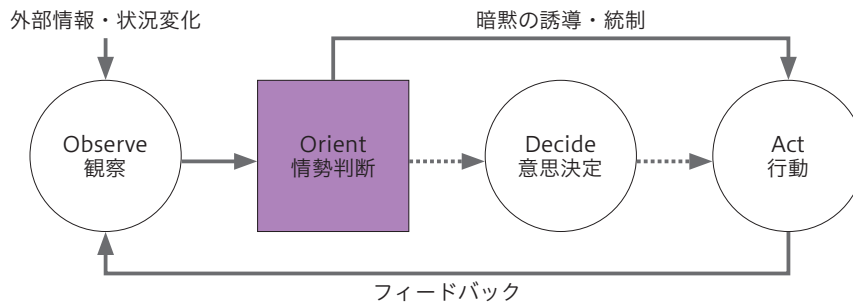 外部情報・状況変化
暗黙の誘導・統制
Observe
観察
Orient
情勢判断
Decide
意思決定
Act
行動
フィードバック